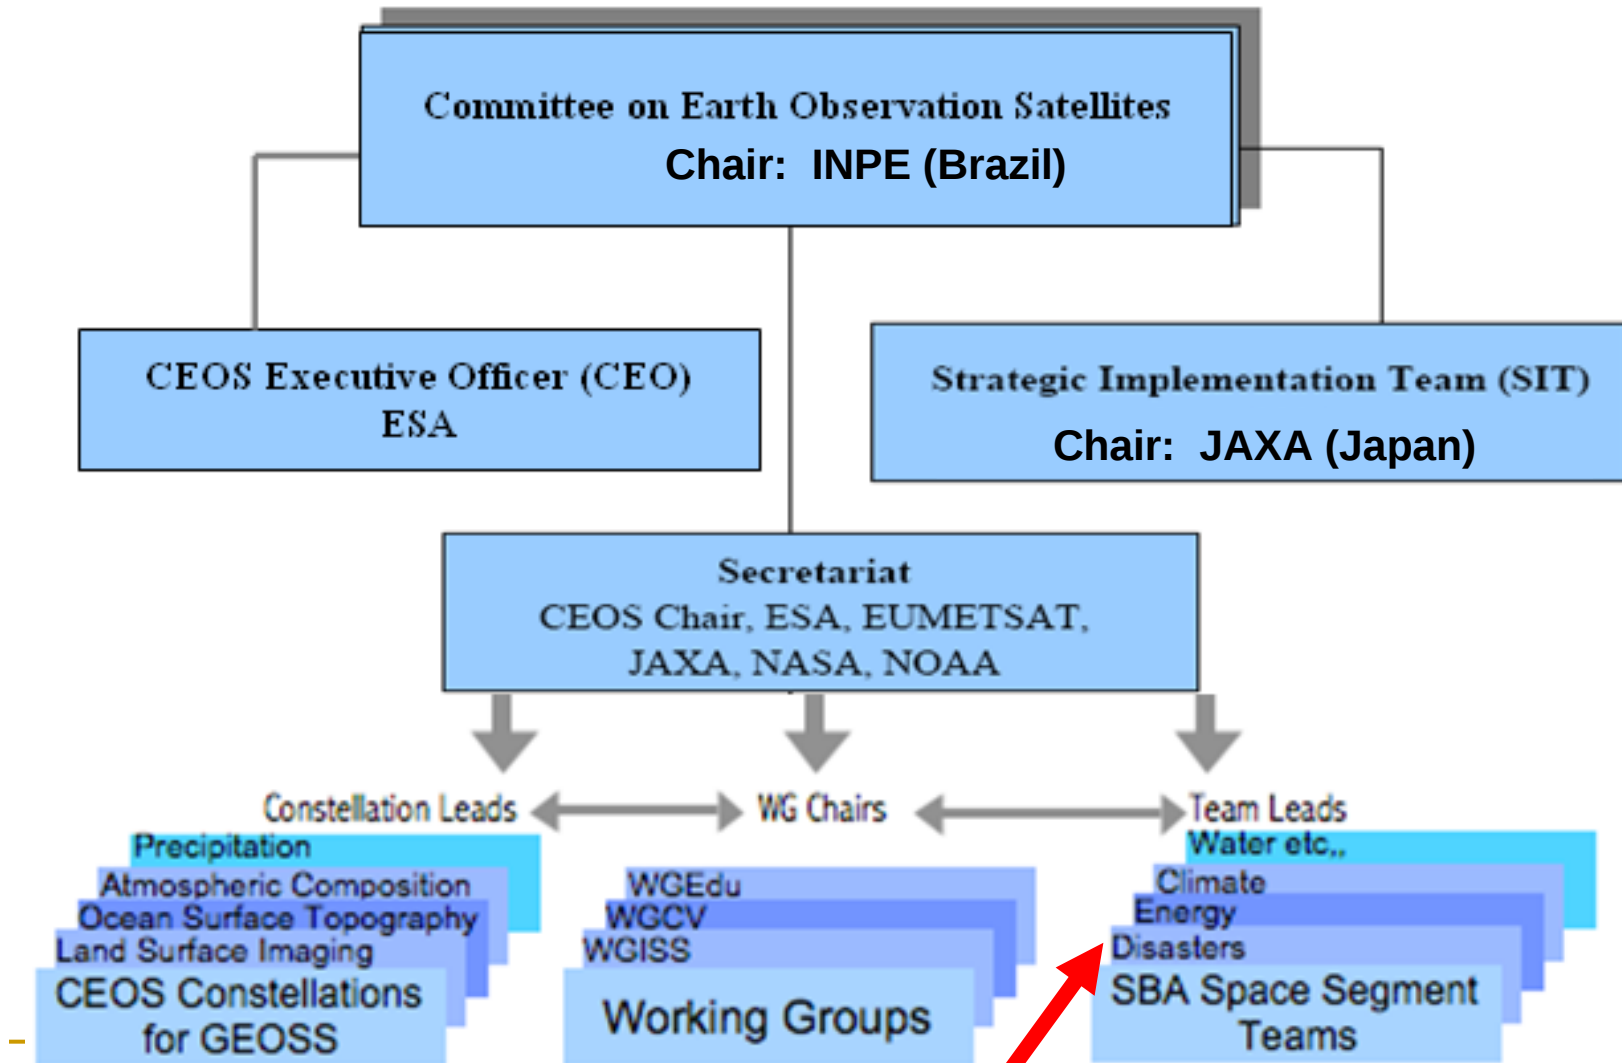 Committee on Earth Observation Satellites
Chair: INPE (Brazil)
CEOS Executive Officer (CEO)
ESA
Strategic Implementation Team (SIT)
Chair: JAXA (Japan)
Secretariat
CEOS Chair, ESA, EUMETSAT,
JAXA, NASA, NOAA
Constellation Leads
WG Chairs
Team Leads
Precipitation
Atmospheric Composition
Ocean Surface Topography
Land Surface Imaging
CEOS Constellations
for GEOSS
WGEdu
WGCV
WGISS
Working Groups
Water etc,,
Climate
Energy
Disasters
SBA Space Segment
Teams